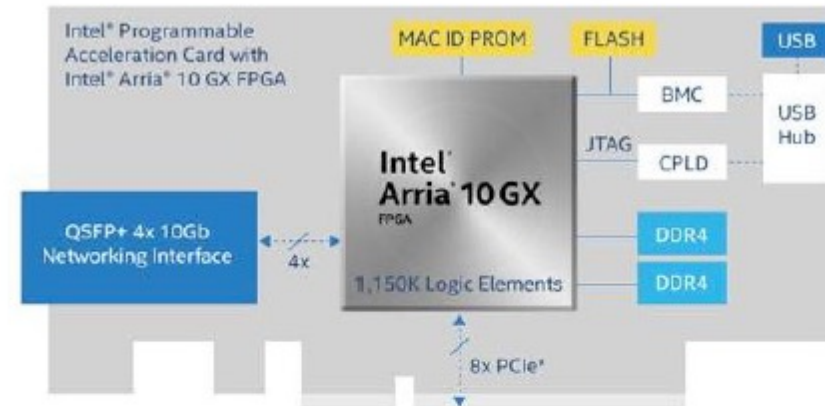 Intel® Programmable
Acceleration Card with
Intel® Arria® 10 GX FPGA
MAC ID PROM
FLASH
USB
BMC
USB
Hub
JTAG
CPLD
Intel®
Arria® 10 GX
FPGA
1,150K Logic Elements
QSFP+ 4x 10Gb
Networking Interface
4x
DDR4
DDR4
8x PCIe*